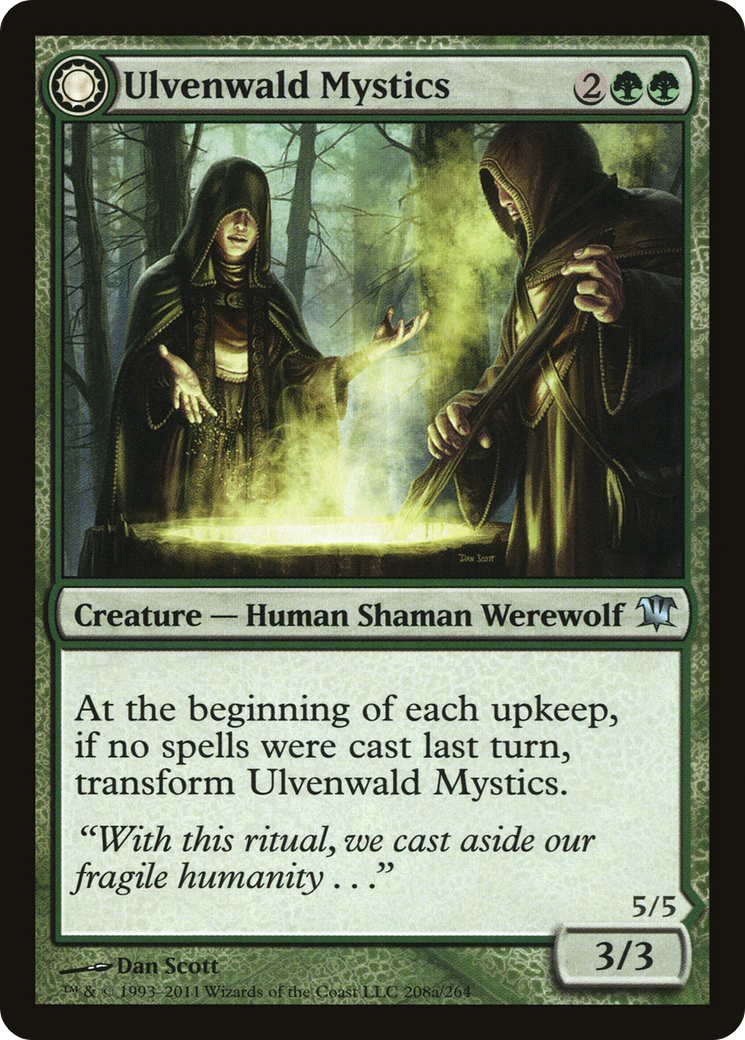 Ulvenwald Mystics 2
DAN SCOTT
Creature — Human Shaman Werewolf
At the beginning of each upkeep,
if no spells were cast last turn,
transform Ulvenwald Mystics.
“With this ritual, we cast aside our
fragile humanity . . .”
5/5
3/3
Dan Scott
™ & © 1993–2011 Wizards of the Coast LLC 208a/264